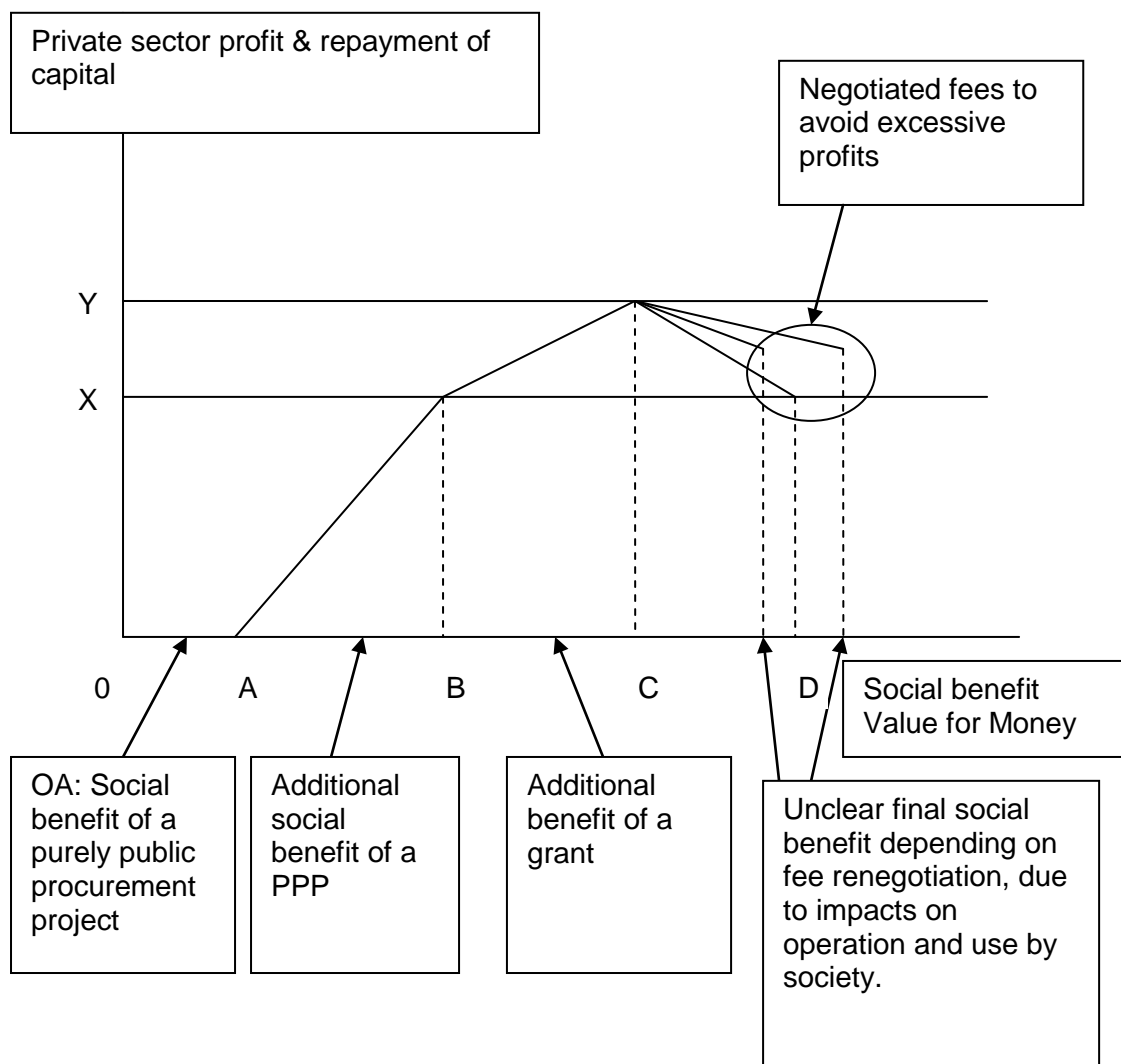 Private sector profit & repayment of
capital
Negotiated fees to
avoid excessive
profits
Y
X
0
A
B
C
D
Social benefit
Value for Money
OA: Social
benefit of a
purely public
procurement
project
Additional
social
benefit of a
PPP
Additional
benefit of a
grant
Unclear final social
benefit depending on
fee renegotiation, due
to impacts on
operation and use by
society.